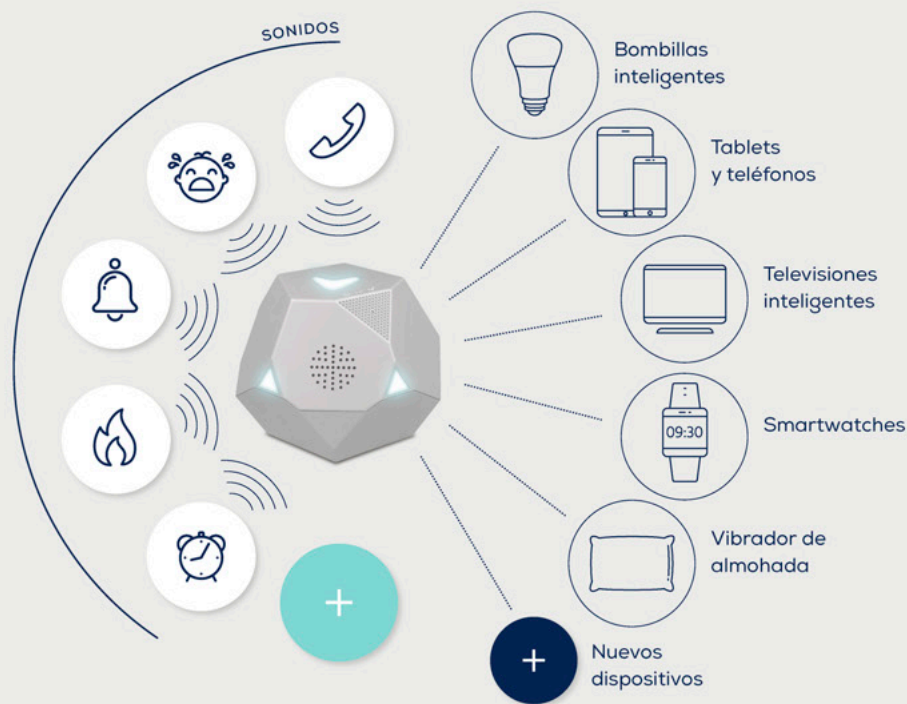 SONIDOS
Bombillas
inteligentes
Tablets
y teléfonos
Televisiones
inteligentes
09:30
Smartwatches
Vibrador de
almohada
+
+
Nuevos
dispositivos